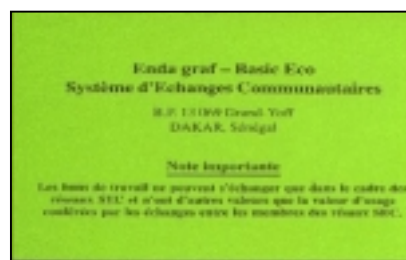 Enda graf – Basic Eco
Système d'Echanges Communautaires
B.P. 13069 Grand Yoff
DAKAR, Sénégal
Note importante
Les bons de travail ne peuvent s'échanger que dans le cadre des
réseaux SEC et n'ont d'autres valeurs que la valeur d'usage
conférées par les échanges entre les membres des réseaux SEC.